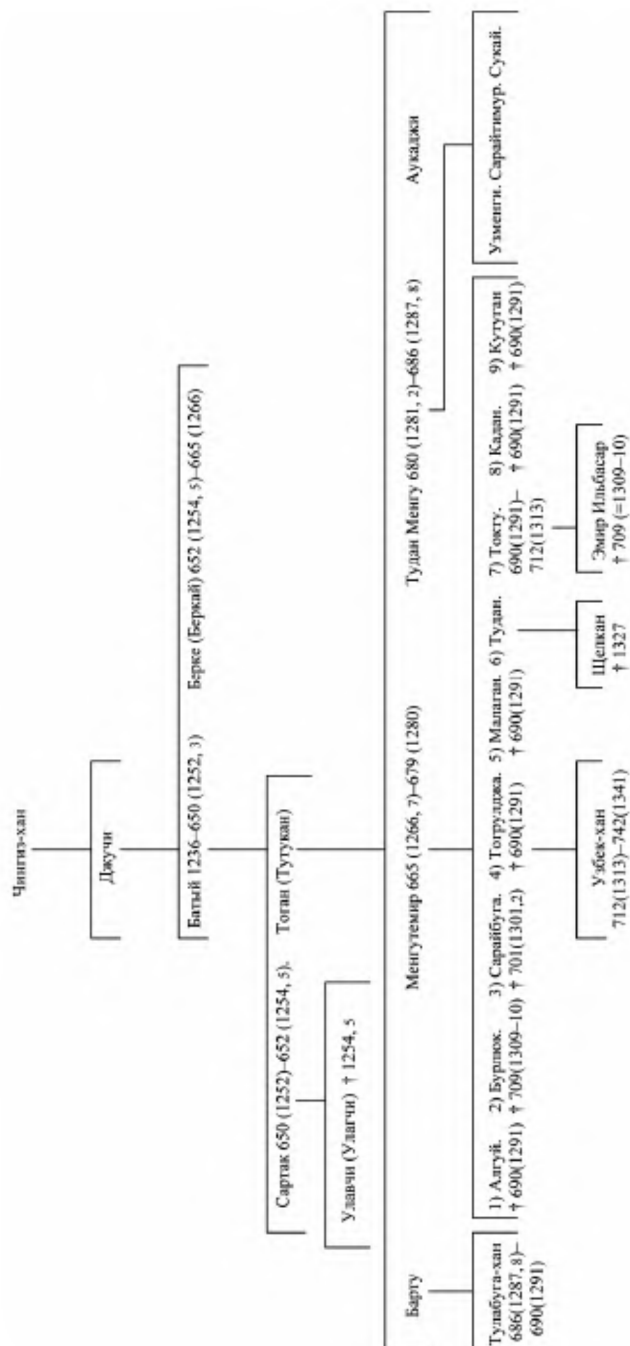 Чингиз-хан
Джучи
Батый 1236–650 (1252, 3)
Берке (Беркай) 652 (1254, 5)–665 (1266)
Сартак 650 (1252)–652 (1254, 5).
Тоган (Тутукан)
Улавчи (Улагчи) † 1254, 5
Барту
Менгутемир 665 (1266, 7)–679 (1280)
Тудан Менгу 680 (1281, 2)–686 (1287, 8)
Аукаджи
Тулабуга-хан
686(1287, 8)–
690(1291)
1) Алгуй.
† 690(1291)
2) Бурлюк.
† 709(1309–10)
3) Сарайбуга.
† 701(1301,2)
4) Тогрулджа.
† 690(1291)
5) Малаган.
† 690(1291)
6) Тудан.
7) Токту.
690(1291)–
712(1313)
8) Кадан.
† 690(1291)
9) Кутуган
† 690(1291)
Узменги. Сарайтимур. Сукай.
Узбек-хан
712(1313)–742(1341)
Щелкан
† 1327
Эмир Ильбасар
† 709 (=1309–10)